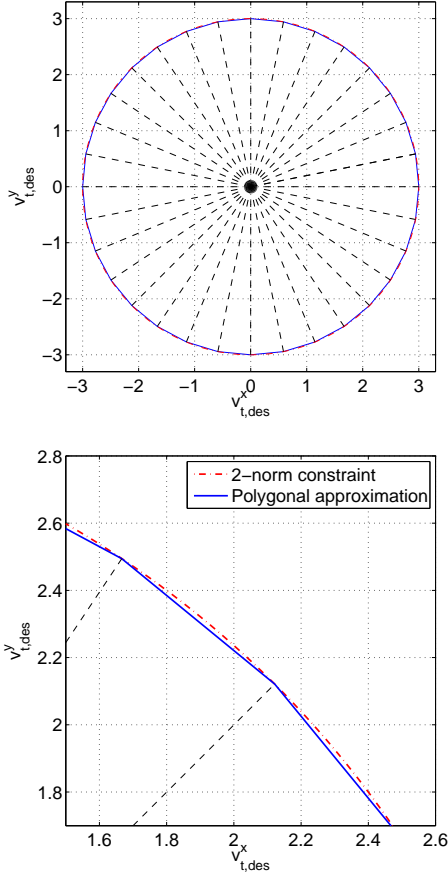 3
2
1
0
−1
−2
−3
v^y_{t,des}
−3 −2 −1 0 1 2 3
v^x_{t,des}
2.8
2.6
2.4
2.2
2
1.8
v^y_{t,des}
2−norm constraint
Polygonal approximation
1.6 1.8 2 2.2 2.4 2.6
v^x_{t,des}